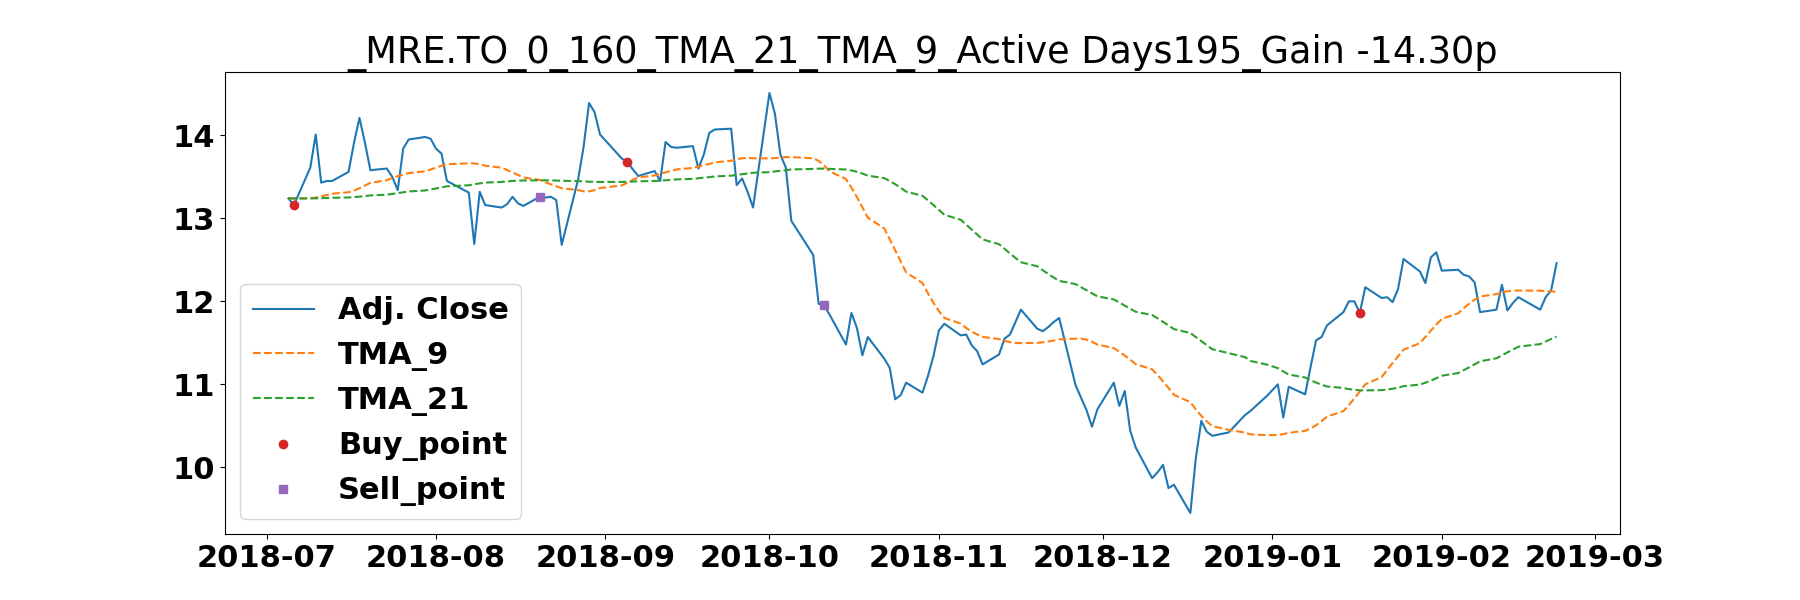 _MRE.TO_0_160_TMA_21_TMA_9_Active Days195_Gain -14.30p
14
13
12
11
10
Adj. Close
TMA_9
TMA_21
Buy_point
Sell_point
2018-07 2018-08 2018-09 2018-10 2018-11 2018-12 2019-01 2019-02 2019-03